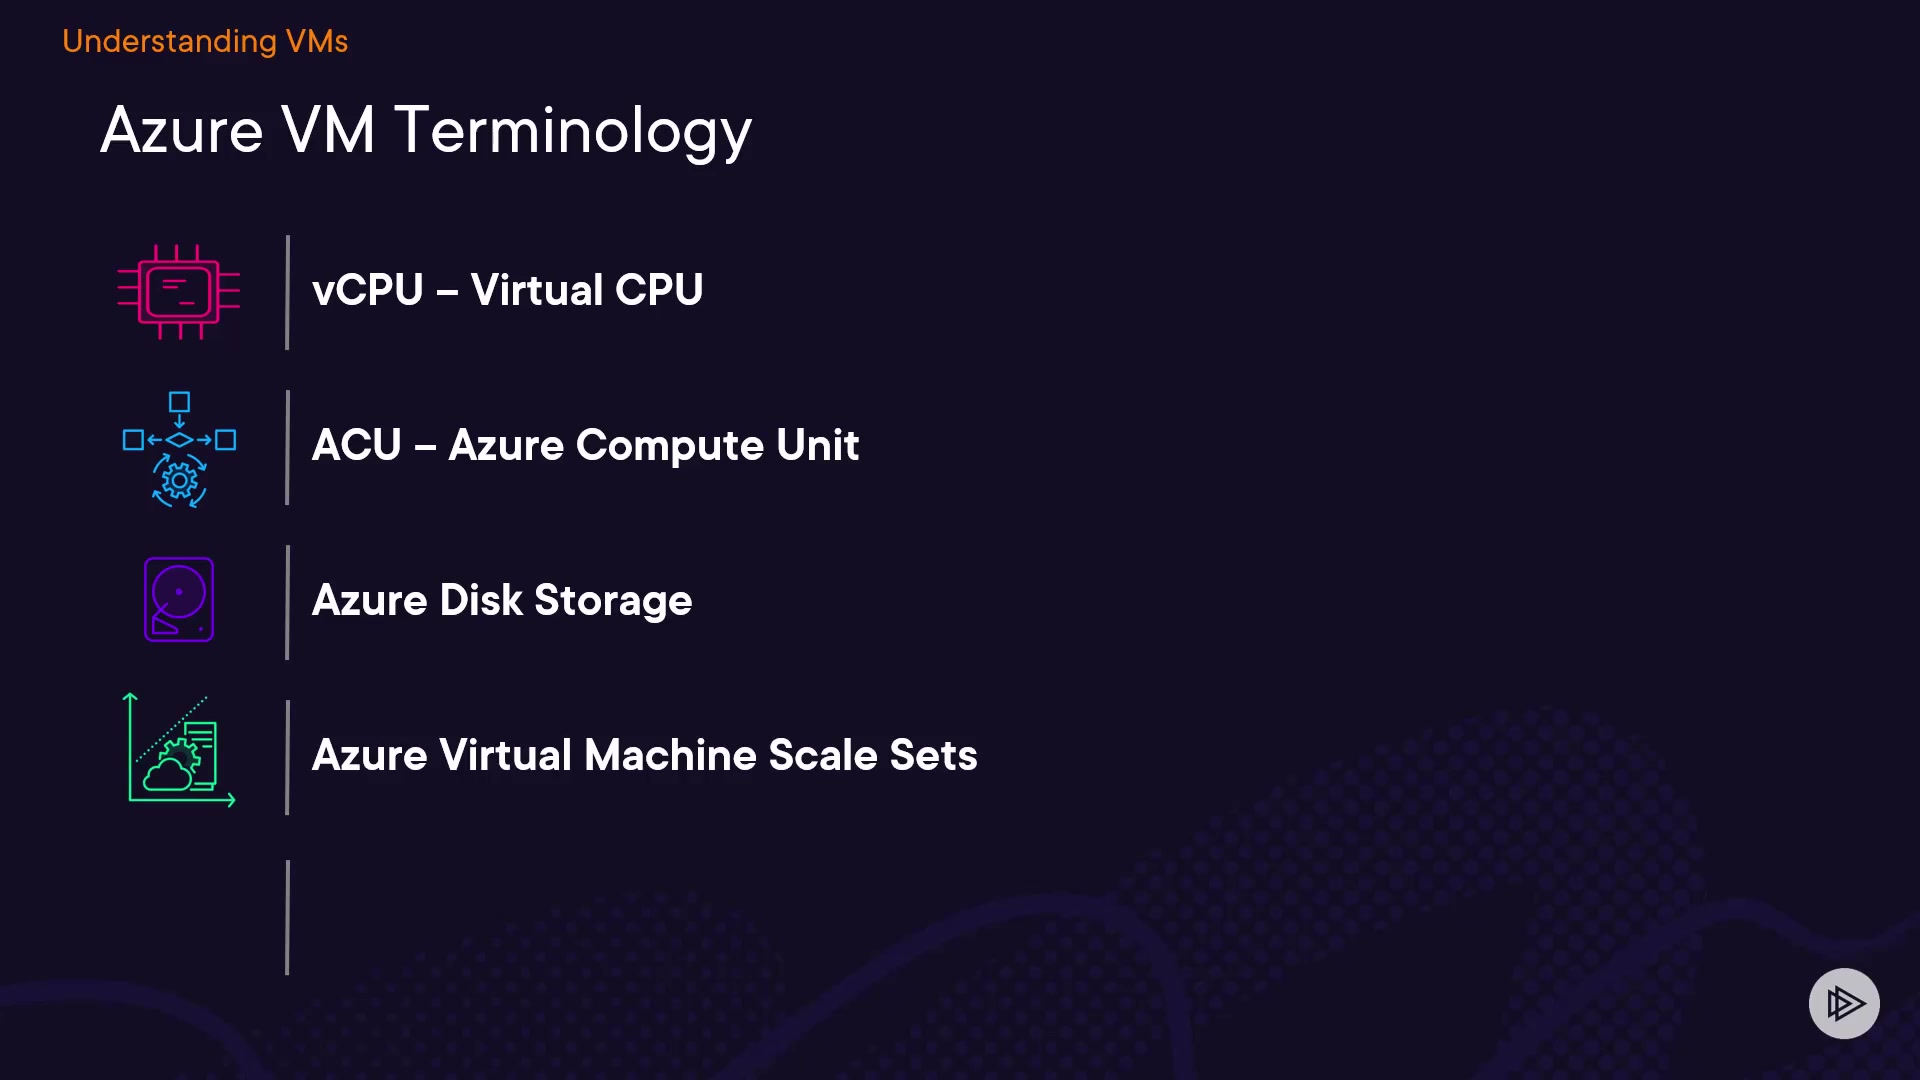 Understanding VMs
Azure VM Terminology
vCPU – Virtual CPU
ACU – Azure Compute Unit
Azure Disk Storage
Azure Virtual Machine Scale Sets